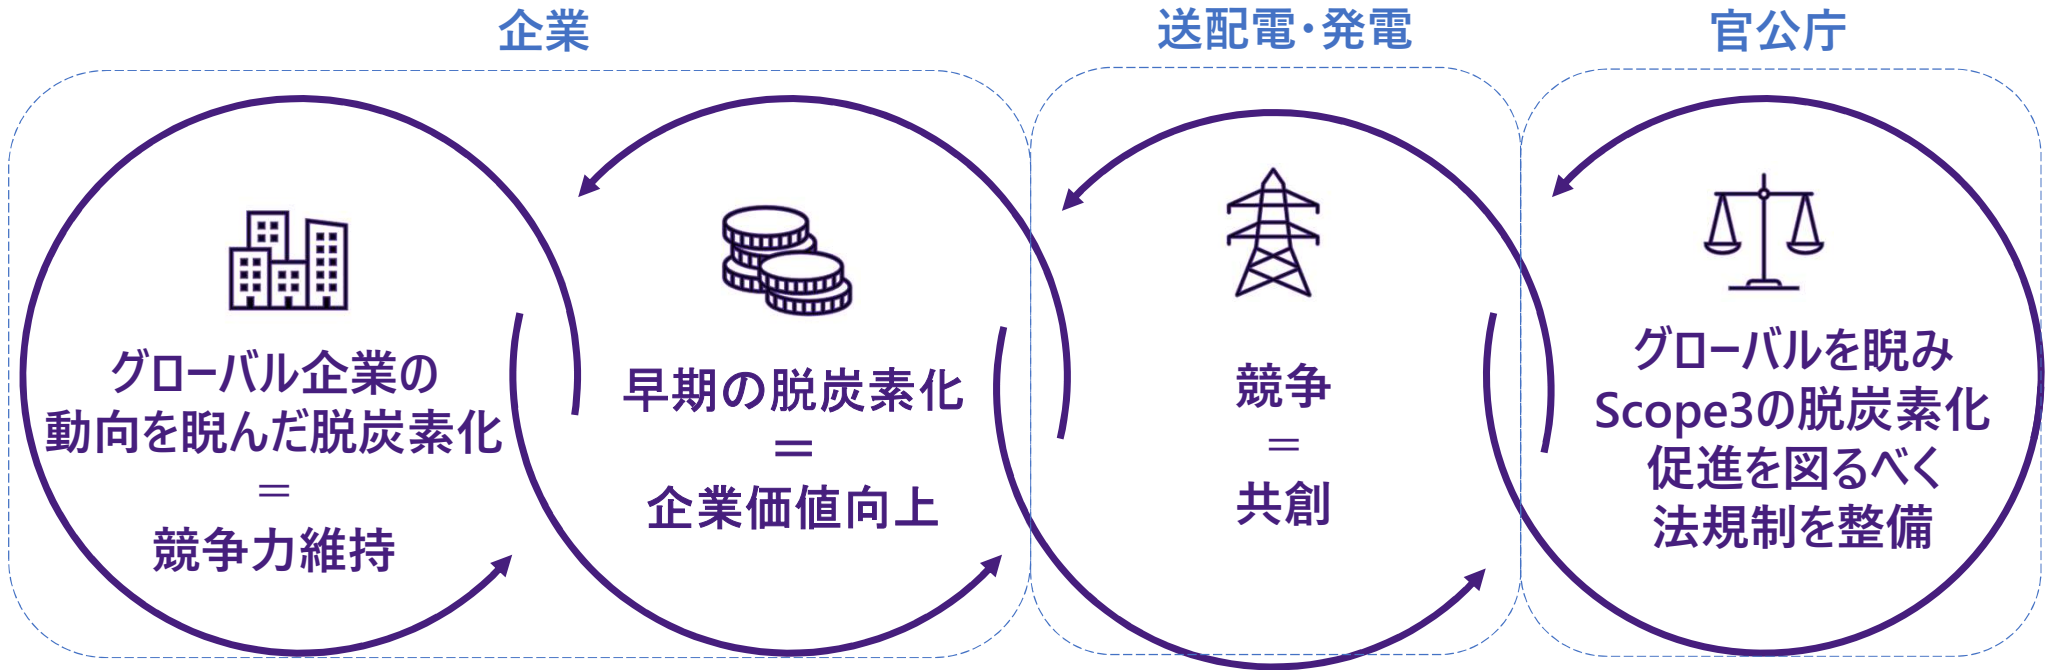 企業
グローバル企業の
動向を睨んだ脱炭素化
＝
競争力維持
早期の脱炭素化
＝
企業価値向上
送配電・発電
競争
＝
共創
官公庁
グローバルを睨み
Scope3の脱炭素化
促進を図るべく
法規制を整備